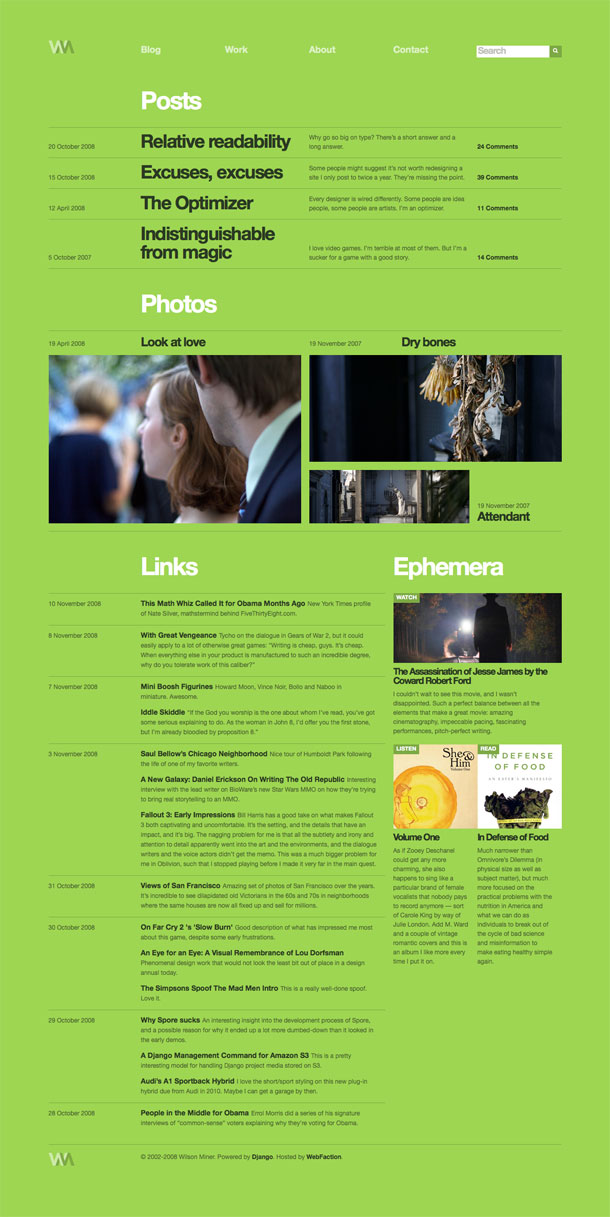 WM
Blog Work About Contact Search
Posts
20 October 2008
Relative readability
Why go so big on type? There's a short answer and a
long answer.
24 Comments
15 October 2008
Excuses, excuses
Some people might suggest it's not worth redesigning a
site I only post to twice a year. They're missing the point.
39 Comments
12 April 2008
The Optimizer
Every designer is wired differently. Some people are idea
people, some people are artists. I'm an optimizer.
11 Comments
5 October 2007
Indistinguishable
from magic
I love video games. I'm terrible at most of them. But I'm a
sucker for a game with a good story.
14 Comments
Photos
19 April 2008
Look at love
19 November 2007
Dry bones
19 November 2007
Attendant
Links
10 November 2008
This Math Whiz Called It for Obama Months Ago New York Times profile
of Nate Silver, mathstermind behind FiveThirtyEight.com.
8 November 2008
With Great Vengeance Tycho on the dialogue in Gears of War 2, but it could
easily apply to a lot of otherwise great games: "Writing is cheap, guys. It's cheap.
When everything else in your product is manufactured to such an incredible degree,
why do you tolerate work of this caliber?"
7 November 2008
Mini Boosh Figurines Howard Moon, Vince Noir, Bollo and Naboo in
miniature. Awesome.
Iddle Skiddle "If the God you worship is the one about whom I've read, you've got
some serious explaining to do. As the woman in John 8, I'd offer you the first stone,
but I'm already bloodied by proposition 8."
3 November 2008
Saul Bellow's Chicago Neighborhood Nice tour of Humboldt Park following
the life of one of my favorite writers.
A New Galaxy: Daniel Erickson On Writing The Old Republic Interesting
interview with the lead writer on BioWare's new Star Wars MMO on how they're trying
to bring real storytelling to an MMO.
Fallout 3: Early Impressions Bill Harris has a good take on what makes Fallout
3 both captivating and uncomfortable. It's the setting, and the details that have an
impact, and it's big. The nagging problem for me is that all the subtlety and irony and
attention to detail apparently went into the art and the environments, and the dialogue
writers and the voice actors didn't get the memo. This was a much bigger problem for
me in Oblivion, such that I stopped playing before I made it very far in the main quest.
31 October 2008
Views of San Francisco Amazing set of photos of San Francisco over the years.
It's incredible to see dilapidated old Victorians in the 60s and 70s in neighborhoods
where the same houses are now all fixed up and sell for millions.
30 October 2008
On Far Cry 2 's 'Slow Burn' Good description of what has impressed me most
about this game, despite some early frustrations.
An Eye for an Eye: A Visual Remembrance of Lou Dorfsman
Phenomenal design work that would not look the least bit out of place in a design
annual today.
The Simpsons Spoof The Mad Men Intro This is a really well-done spoof.
Love it.
29 October 2008
Why Spore sucks An interesting insight into the development process of Spore,
and a possible reason for why it ended up a lot more dumbed-down than it looked in
the early demos.
A Django Management Command for Amazon S3 This is a pretty
interesting model for handling Django project media stored on S3.
Audi's A1 Sportback Hybrid I love the short/sport styling on this new plug-in
hybrid due from Audi in 2010. Maybe I can get a garage by then.
28 October 2008
People in the Middle for Obama Errol Morris did a series of his signature
interviews of "common-sense" voters explaining why they're voting for Obama.
Ephemera
WATCH
The Assassination of Jesse James by the
Coward Robert Ford
I couldn't wait to see this movie, and I wasn't
disappointed. Such a perfect balance between all the
elements that make a great movie: amazing
cinematography, impeccable pacing, fascinating
performances, pitch-perfect writing.
LISTEN
She &
Him
Volume One
Volume One
As if Zooey Deschanel
could get any more
charming, she also
happens to sing like a
particular brand of female
vocalists that nobody pays
to record anymore — sort
of Carole King by way of
Julie London. Add M. Ward
and a couple of vintage
romantic covers and this is
an album I like more every
time I put it on.
READ
IN DEFENSE
OF FOOD
AN EATER'S MANIFESTO
In Defense of Food
Much narrower than
Omnivore's Dilemma (in
physical size as well as
subject matter), but much
more focused on the
practical problems with the
nutrition in America and
what we can do as
individuals to break out of
the cycle of bad science
and misinformation to
make eating healthy simple
again.
WM
© 2002-2008 Wilson Miner. Powered by Django. Hosted by WebFaction.